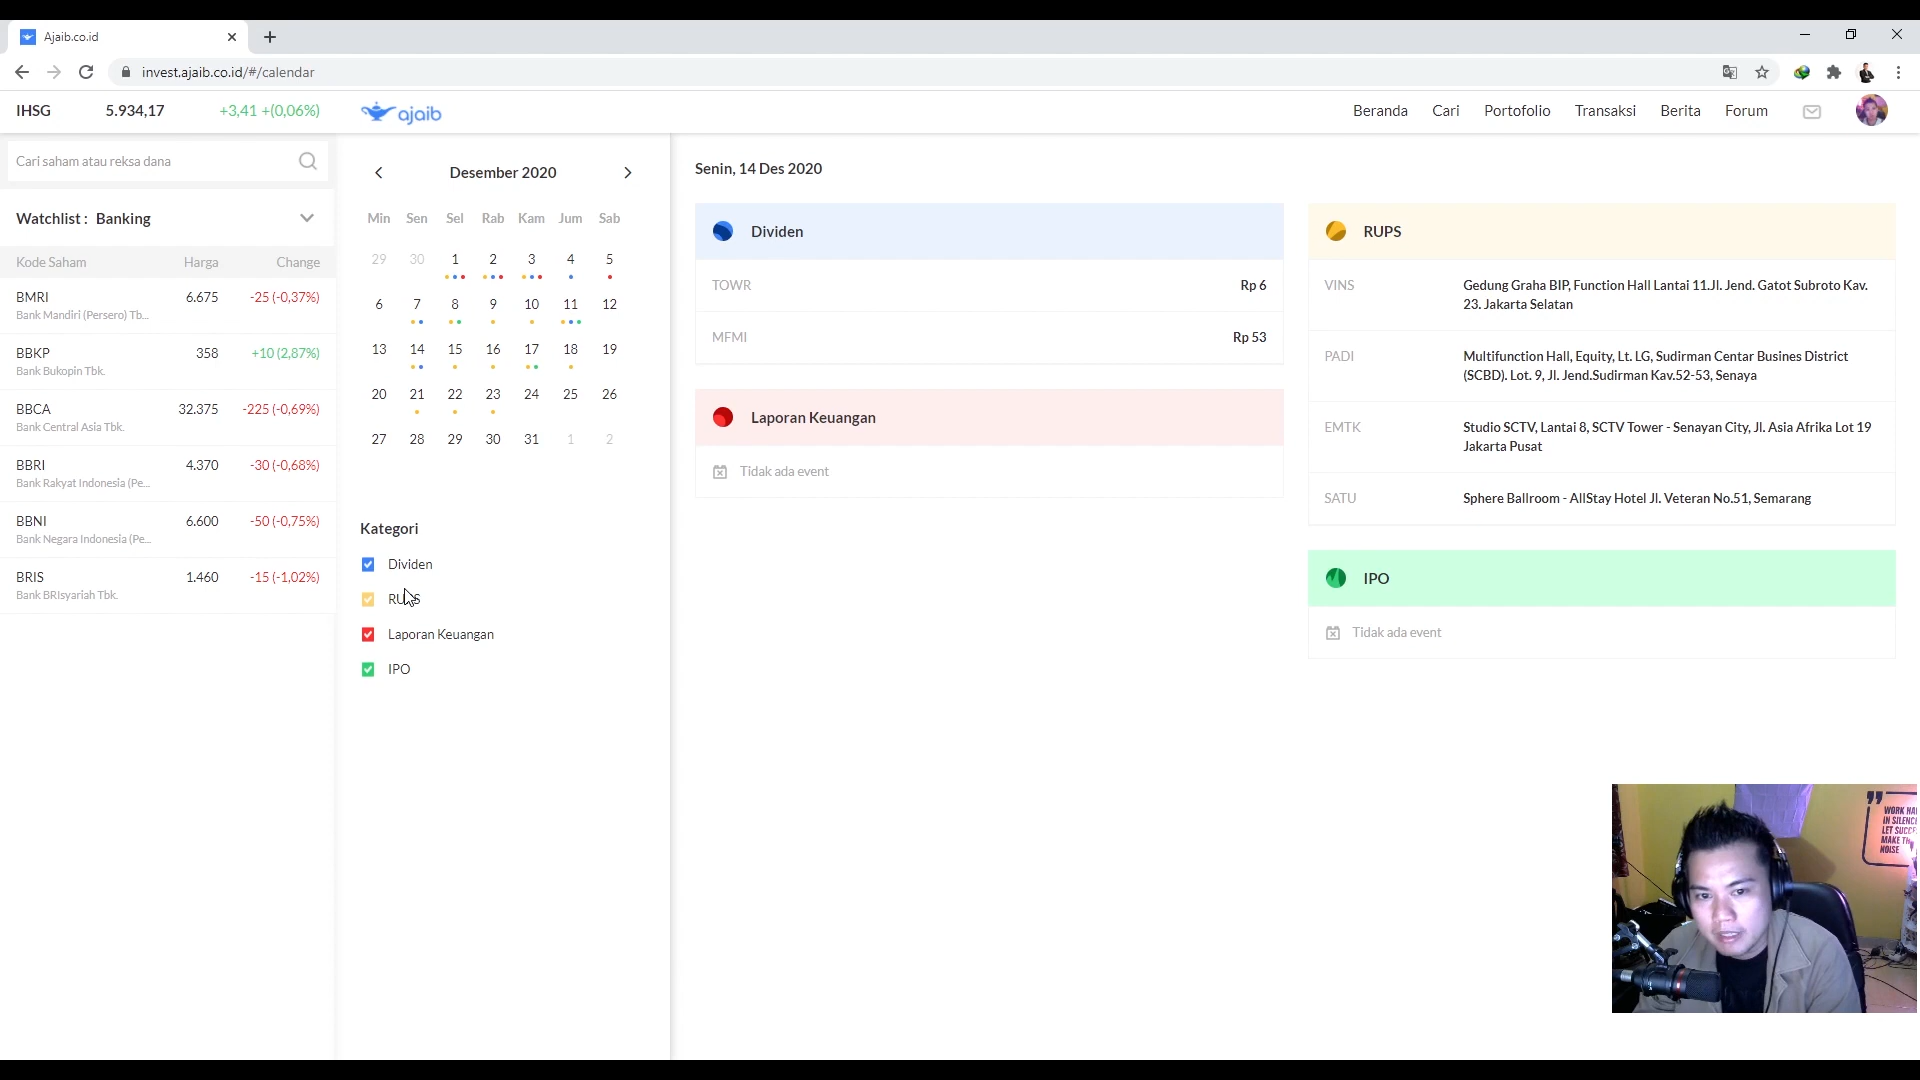 Ajaib.co.id
invest.ajaib.co.id/#/calendar
IHSG 5.934,17 +3,41 +(0,06%)
ajaib
Beranda Cari Portofolio Transaksi Berita Forum
Cari saham atau reksa dana
Watchlist : Banking
Kode Saham Harga Change
BMRI 6.675 -25 (-0,37%)
Bank Mandiri (Persero) Tb...
BBKP 358 +10 (2,87%)
Bank Bukopin Tbk.
BBCA 32.375 -225 (-0,69%)
Bank Central Asia Tbk.
BBRI 4.370 -30 (-0,68%)
Bank Rakyat Indonesia (Pe...
BBNI 6.600 -50 (-0,75%)
Bank Negara Indonesia (Pe...
BRIS 1.460 -15 (-1,02%)
Bank BRIsyariah Tbk.
Desember 2020
Min Sen Sel Rab Kam Jum Sab
29 30 1 2 3 4 5
6 7 8 9 10 11 12
13 14 15 16 17 18 19
20 21 22 23 24 25 26
27 28 29 30 31 1 2
Kategori
Dividen
RUPS
Laporan Keuangan
IPO
Senin, 14 Des 2020
Dividen
TOWR Rp 6
MFMI Rp 53
Laporan Keuangan
Tidak ada event
RUPS
VINS Gedung Graha BIP, Function Hall Lantai 11.Jl. Jend. Gatot Subroto Kav.
23. Jakarta Selatan
PADI Multifunction Hall, Equity, Lt. LG, Sudirman Centar Busines District
(SCBD). Lot. 9, Jl. Jend.Sudirman Kav.52-53, Senaya
EMTK Studio SCTV, Lantai 8, SCTV Tower - Senayan City, Jl. Asia Afrika Lot 19
Jakarta Pusat
SATU Sphere Ballroom - AllStay Hotel Jl. Veteran No.51, Semarang
IPO
Tidak ada event
WORK HA
IN SILENC
LET SUCC
MAKE TH
NOISE